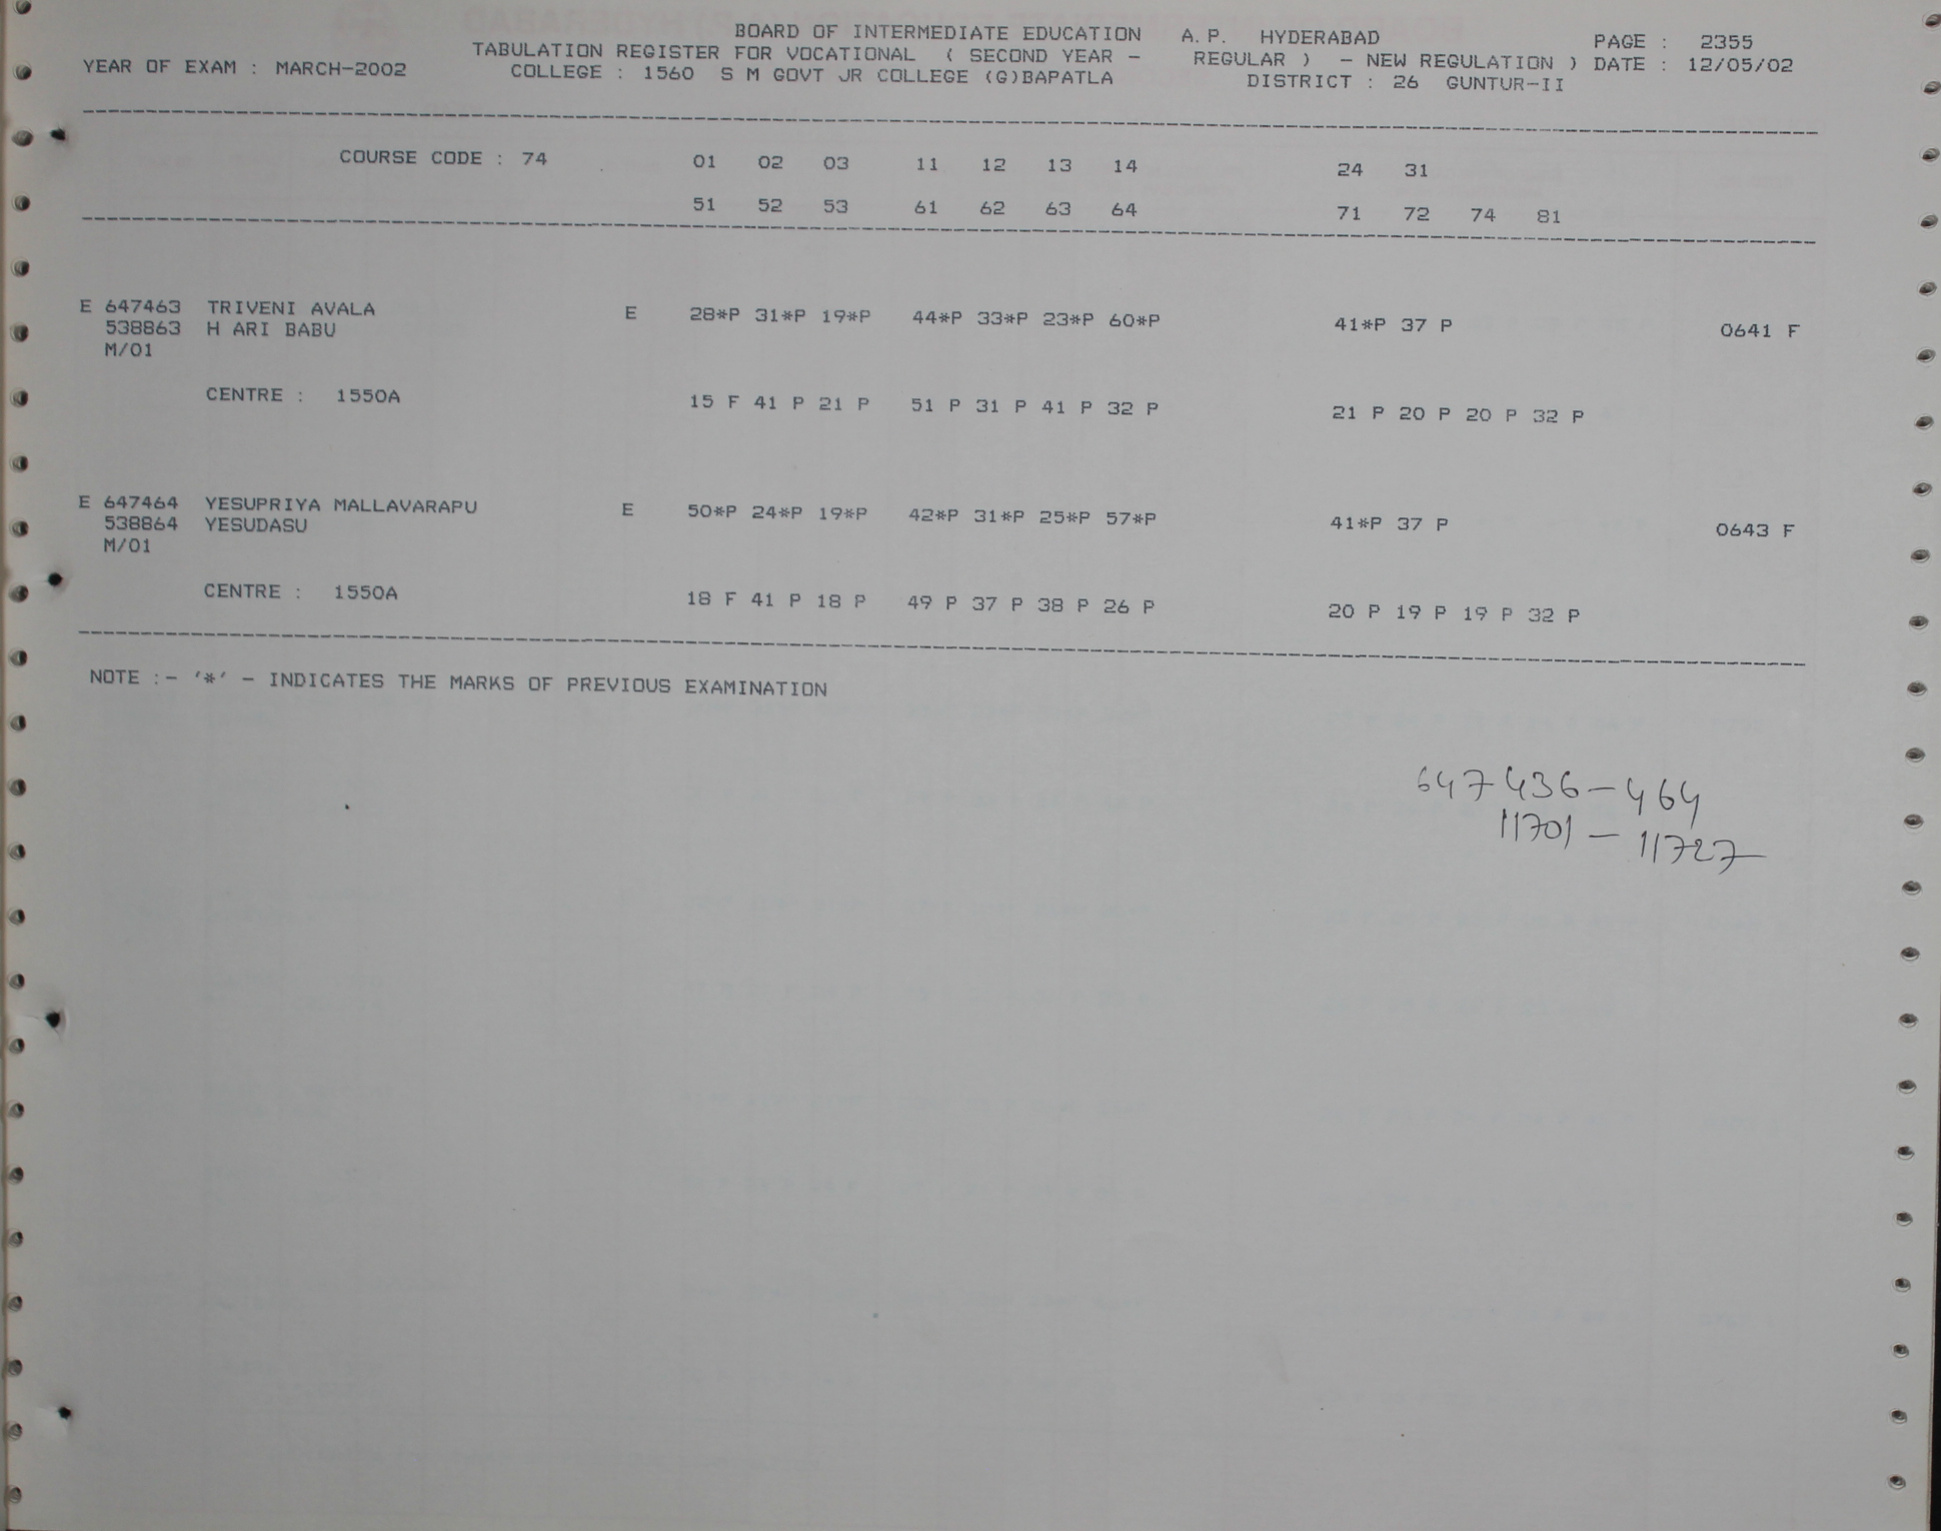 BOARD OF INTERMEDIATE EDUCATION A.P. HYDERABAD PAGE : 2355
TABULATION REGISTER FOR VOCATIONAL ( SECOND YEAR - REGULAR ) - NEW REGULATION ) DATE : 12/05/02
YEAR OF EXAM : MARCH-2002 COLLEGE : 1560 S M GOVT JR COLLEGE (G)BAPATLA DISTRICT : 26 GUNTUR-II
COURSE CODE : 74 01 02 03 11 12 13 14 24 31
51 52 53 61 62 63 64 71 72 74 81
E 647463 TRIVENI AVALA E 28*P 31*P 19*P 44*P 33*P 23*P 60*P 41*P 37 P 0641 F
538863 H ARI BABU
M/01
CENTRE : 1550A 15 F 41 P 21 P 51 P 31 P 41 P 32 P 21 P 20 P 20 P 32 P
E 647464 YESUPRIYA MALLAVARAPU E 50*P 24*P 19*P 42*P 31*P 25*P 57*P 41*P 37 P 0643 F
538864 YESUDASU
M/01
CENTRE : 1550A 18 F 41 P 18 P 49 P 37 P 38 P 26 P 20 P 19 P 19 P 32 P
NOTE :- '*' - INDICATES THE MARKS OF PREVIOUS EXAMINATION
647436-464
11701 - 11727